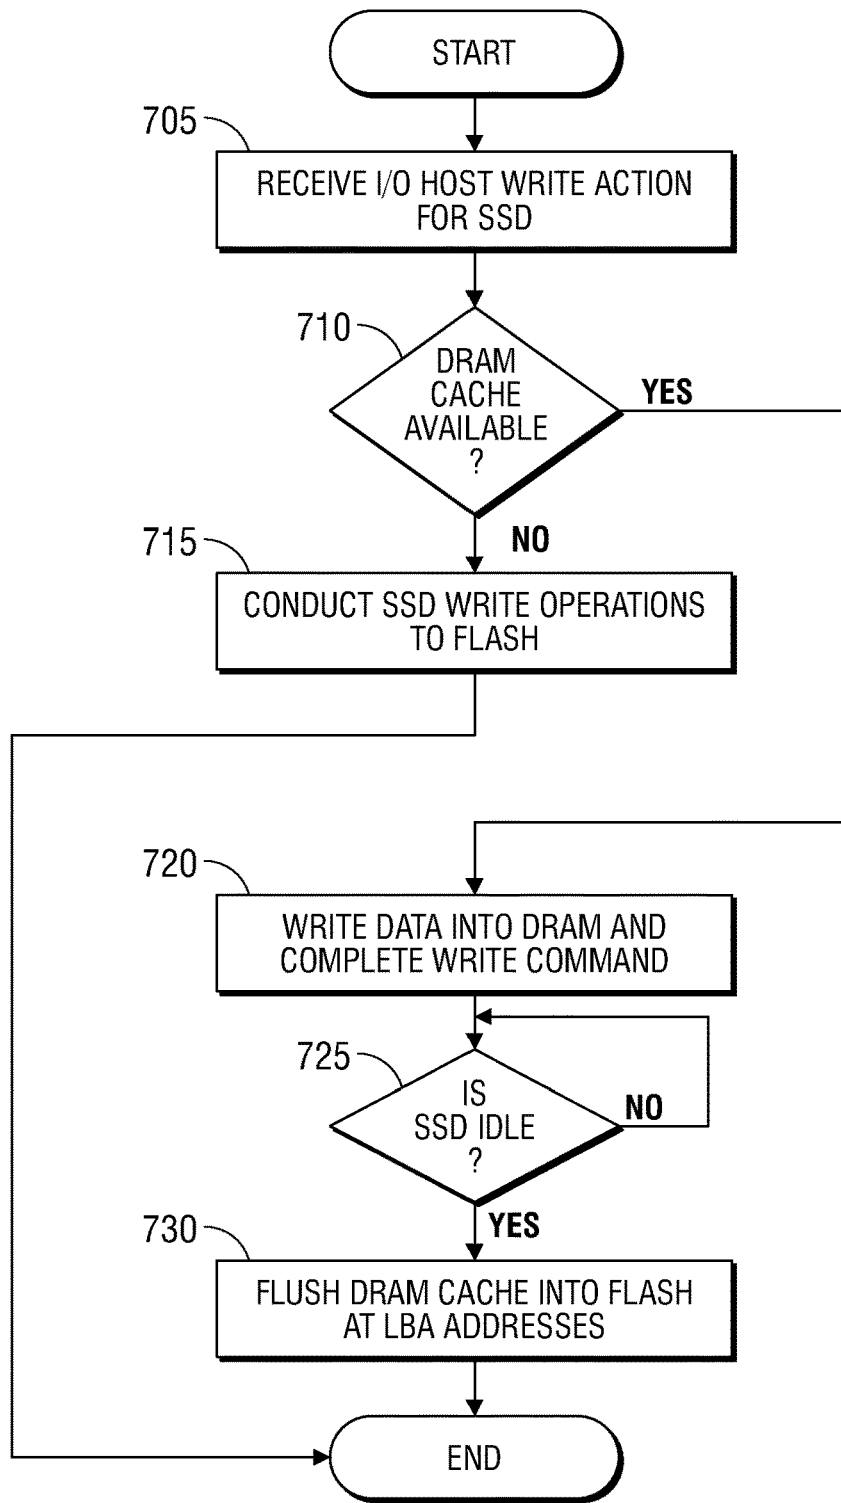 START
705
RECEIVE I/O HOST WRITE ACTION
FOR SSD
710
DRAM
CACHE
AVAILABLE
?
YES
NO
715
CONDUCT SSD WRITE OPERATIONS
TO FLASH
720
WRITE DATA INTO DRAM AND
COMPLETE WRITE COMMAND
725
IS
SSD IDLE
?
NO
YES
730
FLUSH DRAM CACHE INTO FLASH
AT LBA ADDRESSES
END